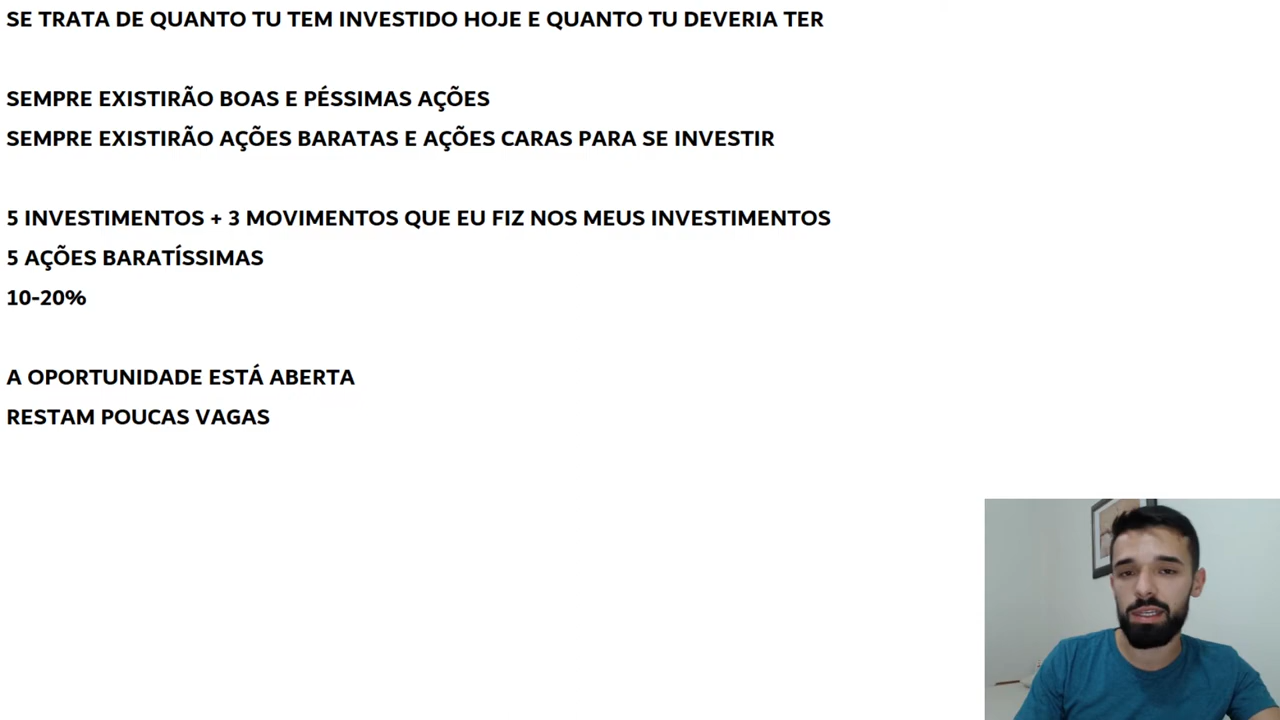 SE TRATA DE QUANTO TU TEM INVESTIDO HOJE E QUANTO TU DEVERIA TER
SEMPRE EXISTIRÃO BOAS E PÉSSIMAS AÇÕES
SEMPRE EXISTIRÃO AÇÕES BARATAS E AÇÕES CARAS PARA SE INVESTIR
5 INVESTIMENTOS + 3 MOVIMENTOS QUE EU FIZ NOS MEUS INVESTIMENTOS
5 AÇÕES BARATÍSSIMAS
10-20%
A OPORTUNIDADE ESTÁ ABERTA
RESTAM POUCAS VAGAS